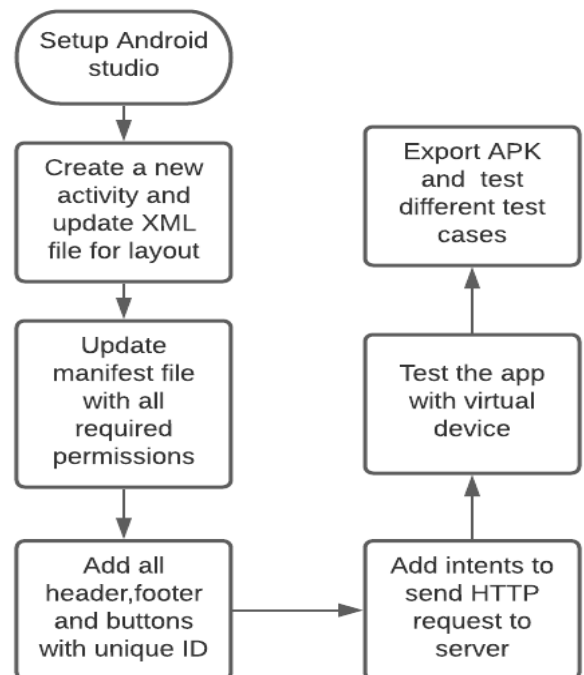 Setup Android
studio
Create a new
activity and
update XML
file for layout
Update
manifest file
with all
required
permissions
Add all
header,footer
and buttons
with unique ID
Add intents to
send HTTP
request to
server
Test the app
with virtual
device
Export APK
and test
different test
cases